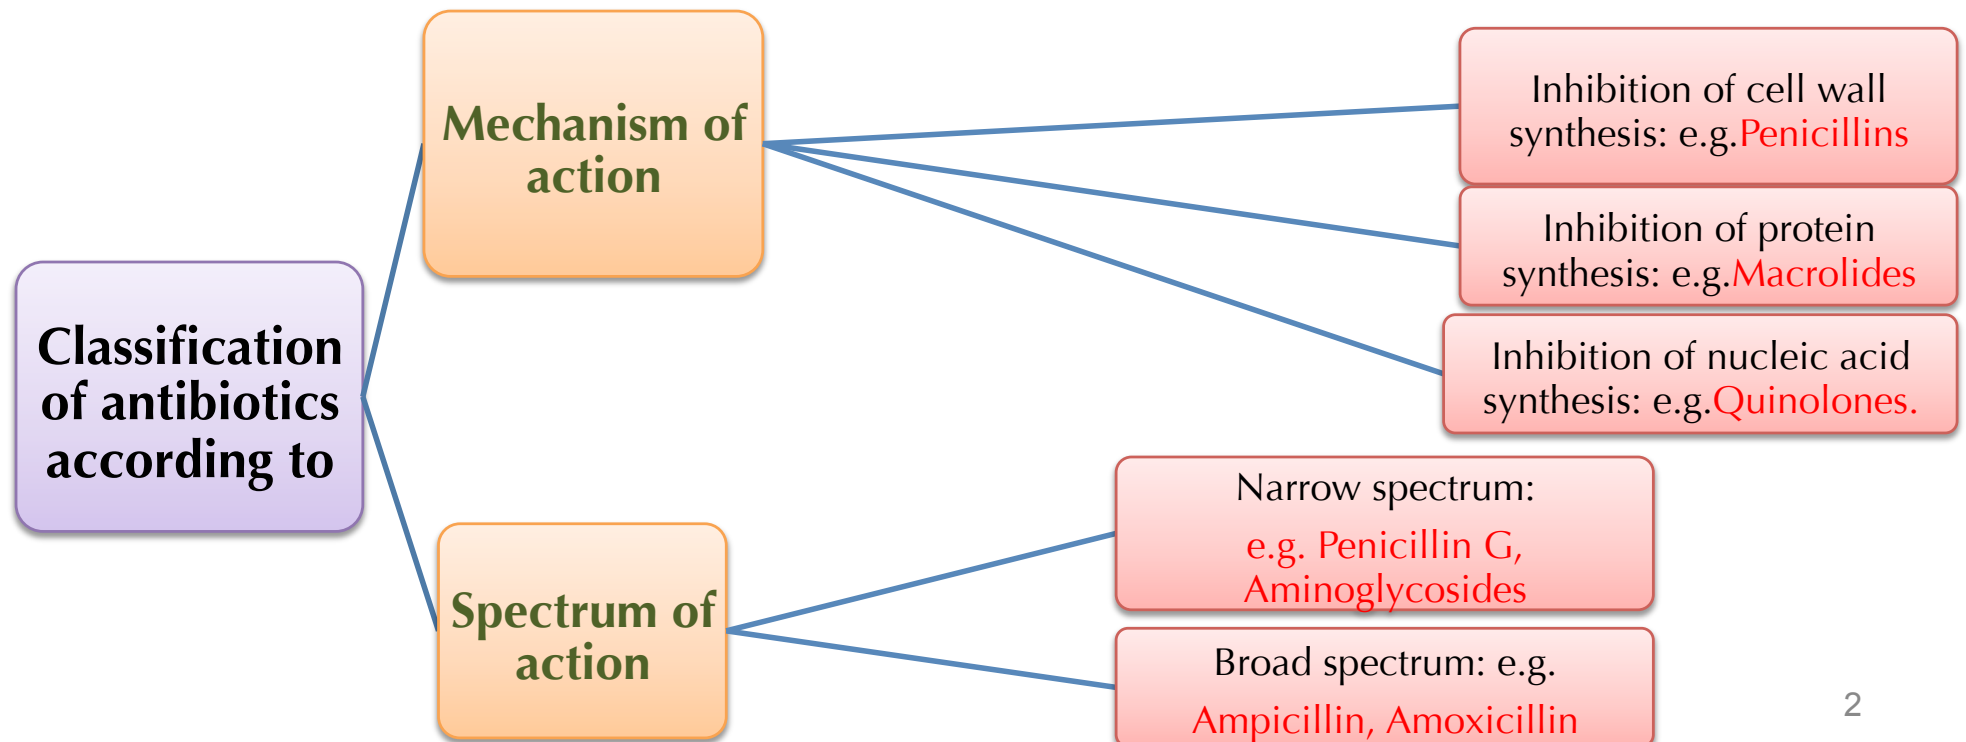 Classification
of antibiotics
according to
Mechanism of
action
Inhibition of cell wall
synthesis: e.g.Penicillins
Inhibition of protein
synthesis: e.g.Macrolides
Inhibition of nucleic acid
synthesis: e.g.Quinolones.
Spectrum of
action
Narrow spectrum:
e.g. Penicillin G,
Aminoglycosides
Broad spectrum: e.g.
Ampicillin, Amoxicillin
2